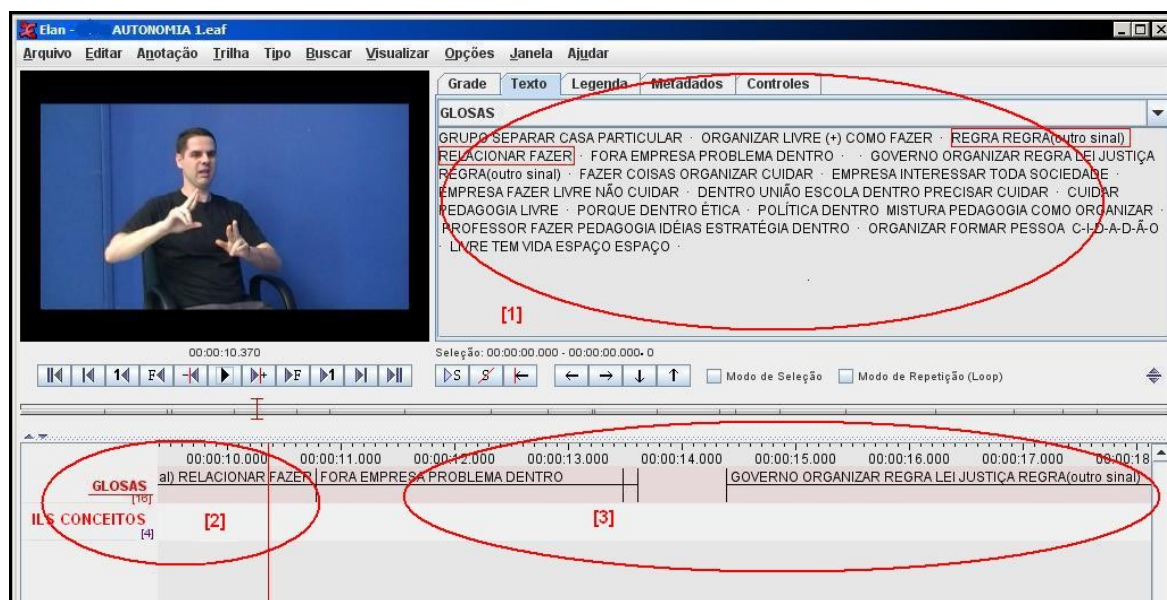 Elan - AUTONOMIA 1.eaf
Arquivo Editar Anotação Trilha Tipo Buscar Visualizar Opções Janela Ajudar
Grade Texto Legenda Metadados Controles
GLOSAS
GRUPO SEPARAR CASA PARTICULAR · ORGANIZAR LIVRE (+) COMO FAZER · REGRA REGRA(outro sinal)
RELACIONAR FAZER · FORA EMPRESA PROBLEMA DENTRO · · GOVERNO ORGANIZAR REGRA LEI JUSTIÇA
REGRA(outro sinal) · FAZER COISAS ORGANIZAR CUIDAR · EMPRESA INTERESSAR TODA SOCIEDADE ·
EMPRESA FAZER LIVRE NÃO CUIDAR · DENTRO UNIÃO ESCOLA DENTRO PRECISAR CUIDAR · CUIDAR
PEDAGOGIA LIVRE · PORQUE DENTRO ÉTICA · POLÍTICA DENTRO MISTURA PEDAGOGIA COMO ORGANIZAR ·
PROFESSOR FAZER PEDAGOGIA IDÉIAS ESTRATÉGIA DENTRO · ORGANIZAR FORMAR PESSOA C-I-D-A-D-Ã-O
· LIVRE TEM VIDA ESPAÇO ESPAÇO ·
[1]
00:00:10.370
Seleção: 00:00:00.000 - 00:00:00.000 - 0
1 F + F 1 S S
Modo de Seleção Modo de Repetição (Loop)
00:00:10.000 00:00:11.000 00:00:12.000 00:00:13.000 00:00:14.000 00:00:15.000 00:00:16.000 00:00:17.000 00:00:18
GLOSAS
[16]
al) RELACIONAR FAZER FORA EMPRESA PROBLEMA DENTRO GOVERNO ORGANIZAR REGRA LEI JUSTIÇA REGRA(outro sinal)
ILS CONCEITOS
[4]
[2]
[3]